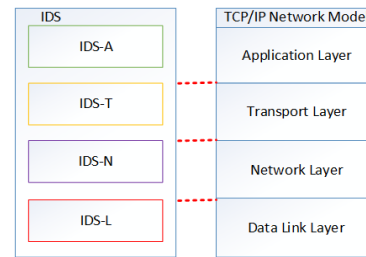 IDS
TCP/IP Network Mode
IDS-A
Application Layer
IDS-T
Transport Layer
IDS-N
Network Layer
IDS-L
Data Link Layer